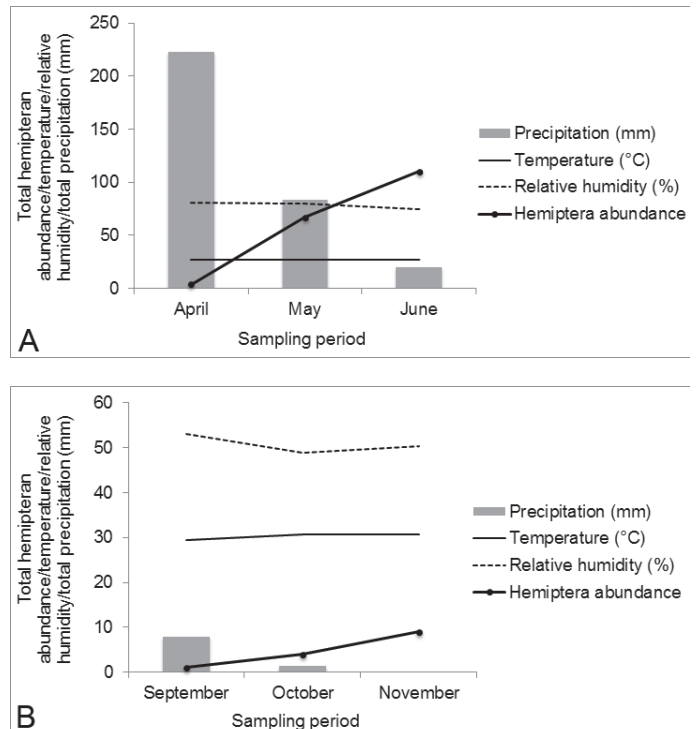 Total hemipteran
abundance/temperature/relative
humidity/total precipitation (mm)
250
200
150
100
50
0
April May June
Sampling period
Precipitation (mm)
Temperature (°C)
Relative humidity (%)
Hemiptera abundance
A
Total hemipteran
abundance/temperature/relative
humidity/total precipitation (mm)
60
50
40
30
20
10
0
September October November
Sampling period
Precipitation (mm)
Temperature (°C)
Relative humidity (%)
Hemiptera abundance
B